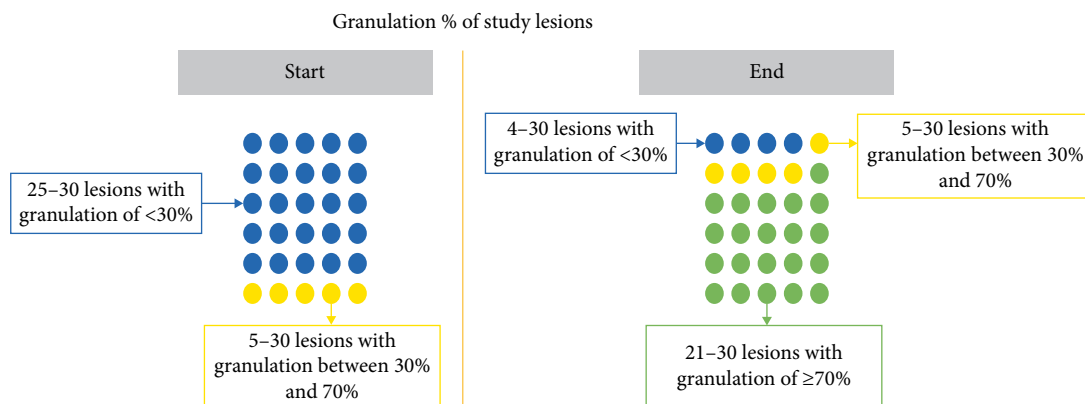 Granulation % of study lesions
Start
End
25–30 lesions with
granulation of <30%
5–30 lesions with
granulation between 30%
and 70%
4–30 lesions with
granulation of <30%
5–30 lesions with
granulation between 30%
and 70%
21–30 lesions with
granulation of ≥70%